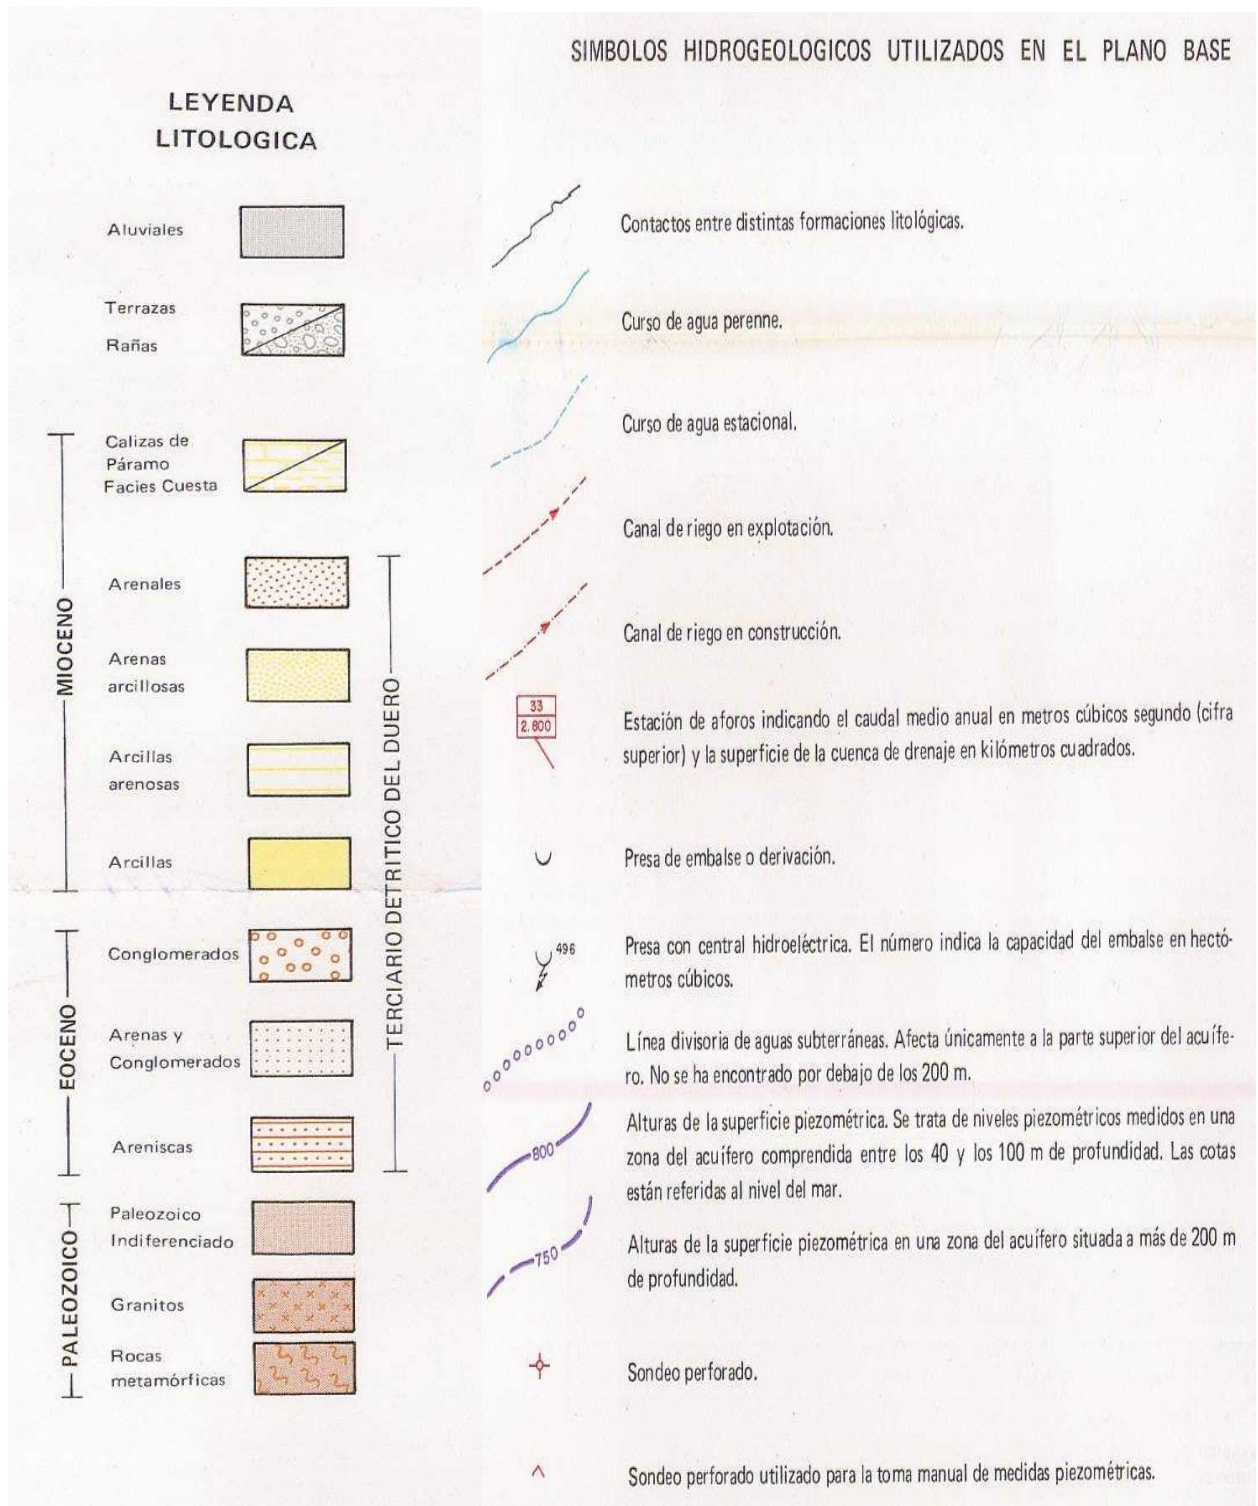 SIMBOLOS HIDROGEOLOGICOS UTILIZADOS EN EL PLANO BASE
LEYENDA
LITOLOGICA
Aluviales
Terrazas
Rañas
Calizas de
Páramo
Facies Cuesta
Arenales
Arenas
arcillosas
Arcillas
arenosas
Arcillas
Conglomerados
Arenas y
Conglomerados
Areniscas
Paleozoico
Indiferenciado
Granitos
Rocas
metamórficas
MIOCENO
EOCENO
PALEOZOICO
TERCIARIO DETRITICO DEL DUERO
Contactos entre distintas formaciones litológicas.
Curso de agua perenne.
Curso de agua estacional.
Canal de riego en explotación.
Canal de riego en construcción.
33
2.800
Estación de aforos indicando el caudal medio anual en metros cúbicos segundo (cifra
superior) y la superficie de la cuenca de drenaje en kilómetros cuadrados.
Presa de embalse o derivación.
496
Presa con central hidroeléctrica. El número indica la capacidad del embalse en hectó-
metros cúbicos.
Línea divisoria de aguas subterráneas. Afecta únicamente a la parte superior del acuífe-
ro. No se ha encontrado por debajo de los 200 m.
800
Alturas de la superficie piezométrica. Se trata de niveles piezométricos medidos en una
zona del acuífero comprendida entre los 40 y los 100 m de profundidad. Las cotas
están referidas al nivel del mar.
750
Alturas de la superficie piezométrica en una zona del acuífero situada a más de 200 m
de profundidad.
Sondeo perforado.
Sondeo perforado utilizado para la toma manual de medidas piezométricas.